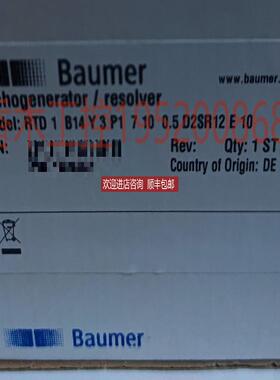 Baumer
www.baumer.
chogenerator / resolver
del: RTD 1 B14 Y 3 P1 7 10 0.5 D2SR12 E 10
N:
Rev: Qty: 1 ST
Country of Origin: DE
欢迎进店咨询 顺丰包邮
Baumer